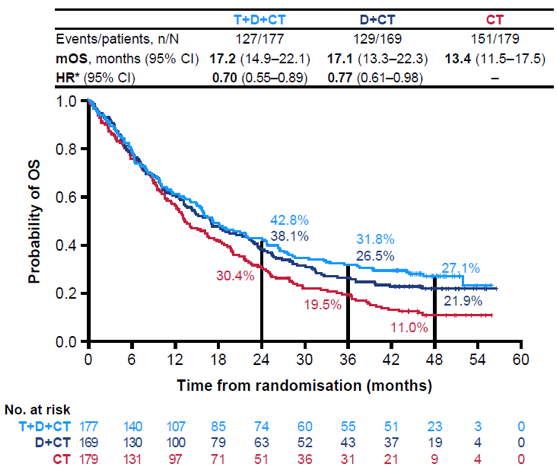 T+D+CT D+CT CT
Events/patients, n/N 127/177 129/169 151/179
mOS, months (95% CI) 17.2 (14.9–22.1) 17.1 (13.3–22.3) 13.4 (11.5–17.5)
HR* (95% CI) 0.70 (0.55–0.89) 0.77 (0.61–0.98) –
1.0
0.8
0.6
0.4
0.2
0.0
Probability of OS
42.8%
38.1%
30.4%
31.8%
26.5%
19.5%
27.1%
21.9%
11.0%
0 6 12 18 24 30 36 42 48 54 60
Time from randomisation (months)
No. at risk
T+D+CT 177 140 107 85 74 60 55 51 23 3 0
D+CT 169 130 100 79 63 52 43 37 19 4 0
CT 179 131 97 71 51 36 31 21 9 4 0